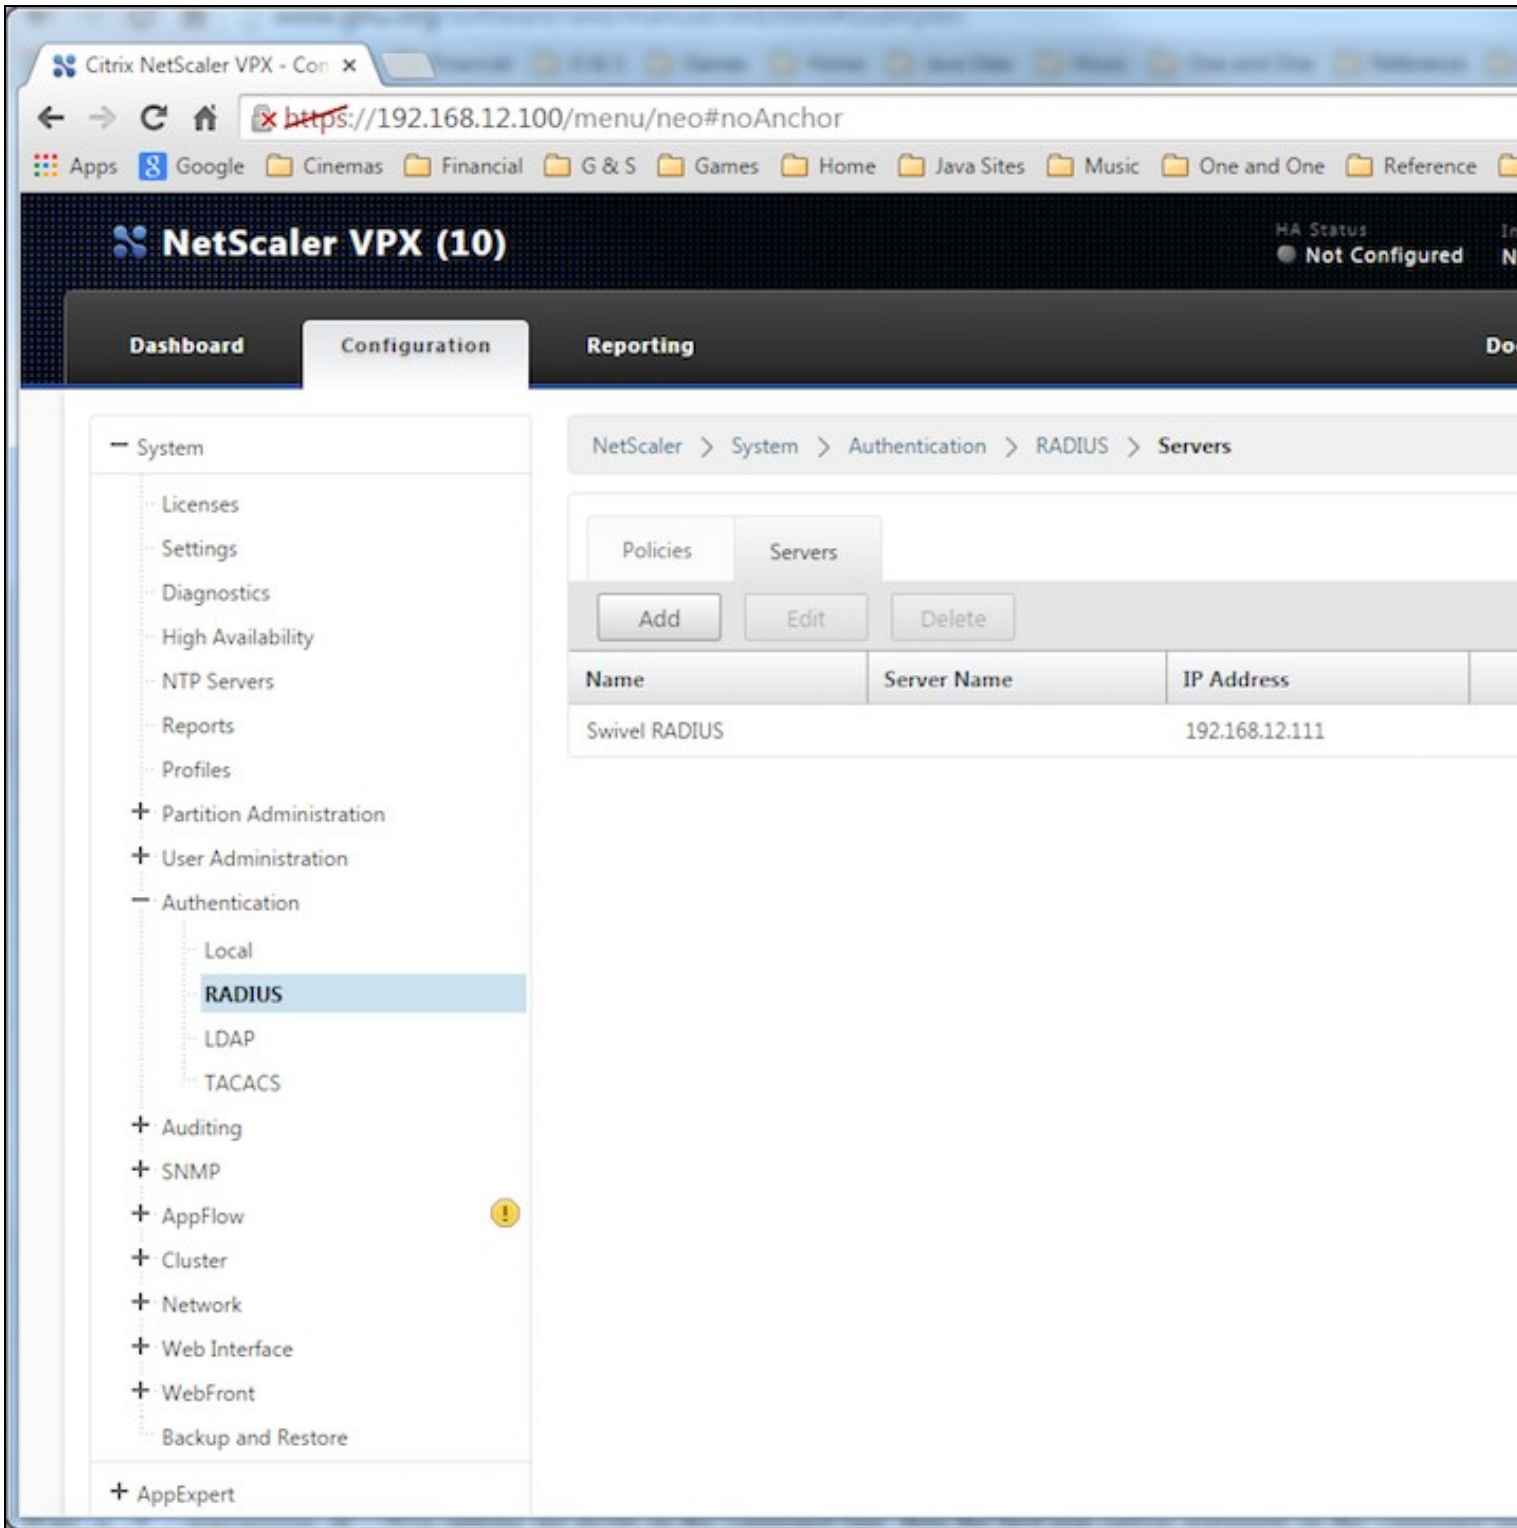 Citrix NetScaler VPX - Con
https://192.168.12.100/menu/neo#noAnchor
Apps Google Cinemas Financial G & S Games Home Java Sites Music One and One Reference
NetScaler VPX (10)
HA Status
Not Configured
Dashboard Configuration Reporting
System
NetScaler > System > Authentication > RADIUS > Servers
Licenses
Settings
Diagnostics
High Availability
NTP Servers
Reports
Profiles
Partition Administration
User Administration
Authentication
Local
RADIUS
LDAP
TACACS
Auditing
SNMP
AppFlow
Cluster
Network
Web Interface
WebFront
Backup and Restore
AppExpert
Policies Servers
Add Edit Delete
Name Server Name IP Address
Swivel RADIUS 192.168.12.111